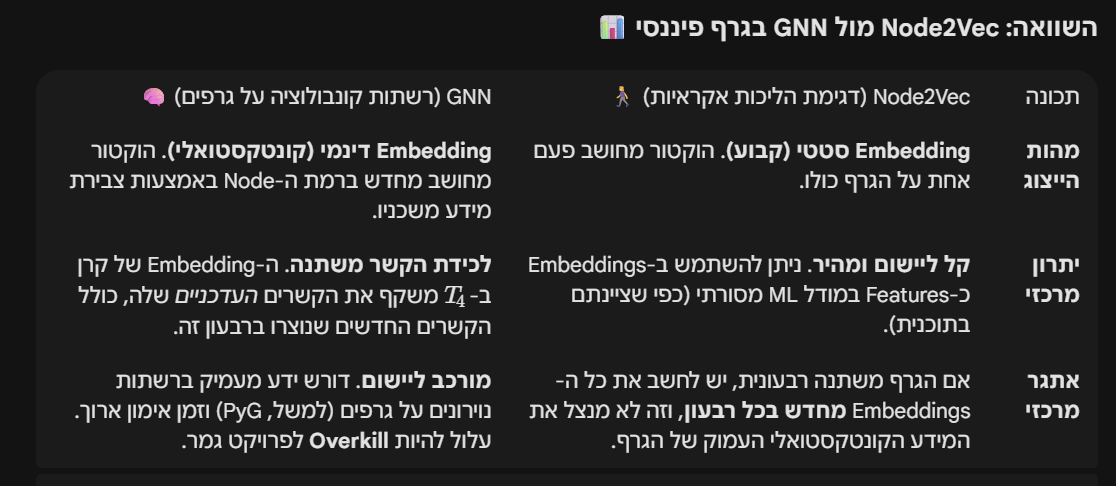 השוואה: Node2Vec מול GNN בגרף פיננסי 📊
תכונה
Node2Vec (דגימת הליכות אקראיות) 🚶
GNN (רשתות קונבולוציה על גרפים) 🧠
מהות
הייצוג
Embedding סטטי (קבוע). הוקטור מחושב פעם
אחת על הגרף כולו.
Embedding דינמי (קונטקסטואלי). הוקטור
מחושב מחדש ברמת ה-Node באמצעות צבירת
מידע משכניו.
יתרון
מרכזי
קל ליישום ומהיר. ניתן להשתמש ב-Embeddings
כ-Features במודל ML מסורתי (כפי שציינתם
בתוכנית).
לכידת הקשר משתנה. ה-Embedding של קרן
ב- T4 משקף את הקשרים העדכניים שלה, כולל
הקשרים החדשים שנוצרו ברבעון זה.
אתגר
מרכזי
אם הגרף משתנה רבעונית, יש לחשב את כל ה-
Embeddings מחדש בכל רבעון, וזה לא מנצל את
המידע הקונטקסטואלי העמוק של הגרף.
מורכב ליישום. דורש ידע מעמיק ברשתות
נוירונים על גרפים (למשל, PyG) וזמן אימון ארוך.
עלול להיות Overkill לפרויקט גמר.